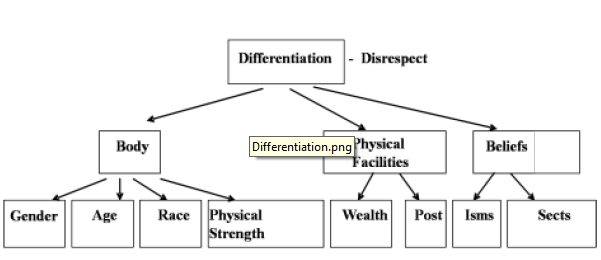 Differentiation - Disrespect
Body
Differentiation.png
Physical
Facilities
Beliefs
Gender
Age
Race
Physical
Strength
Wealth
Post
Isms
Sects